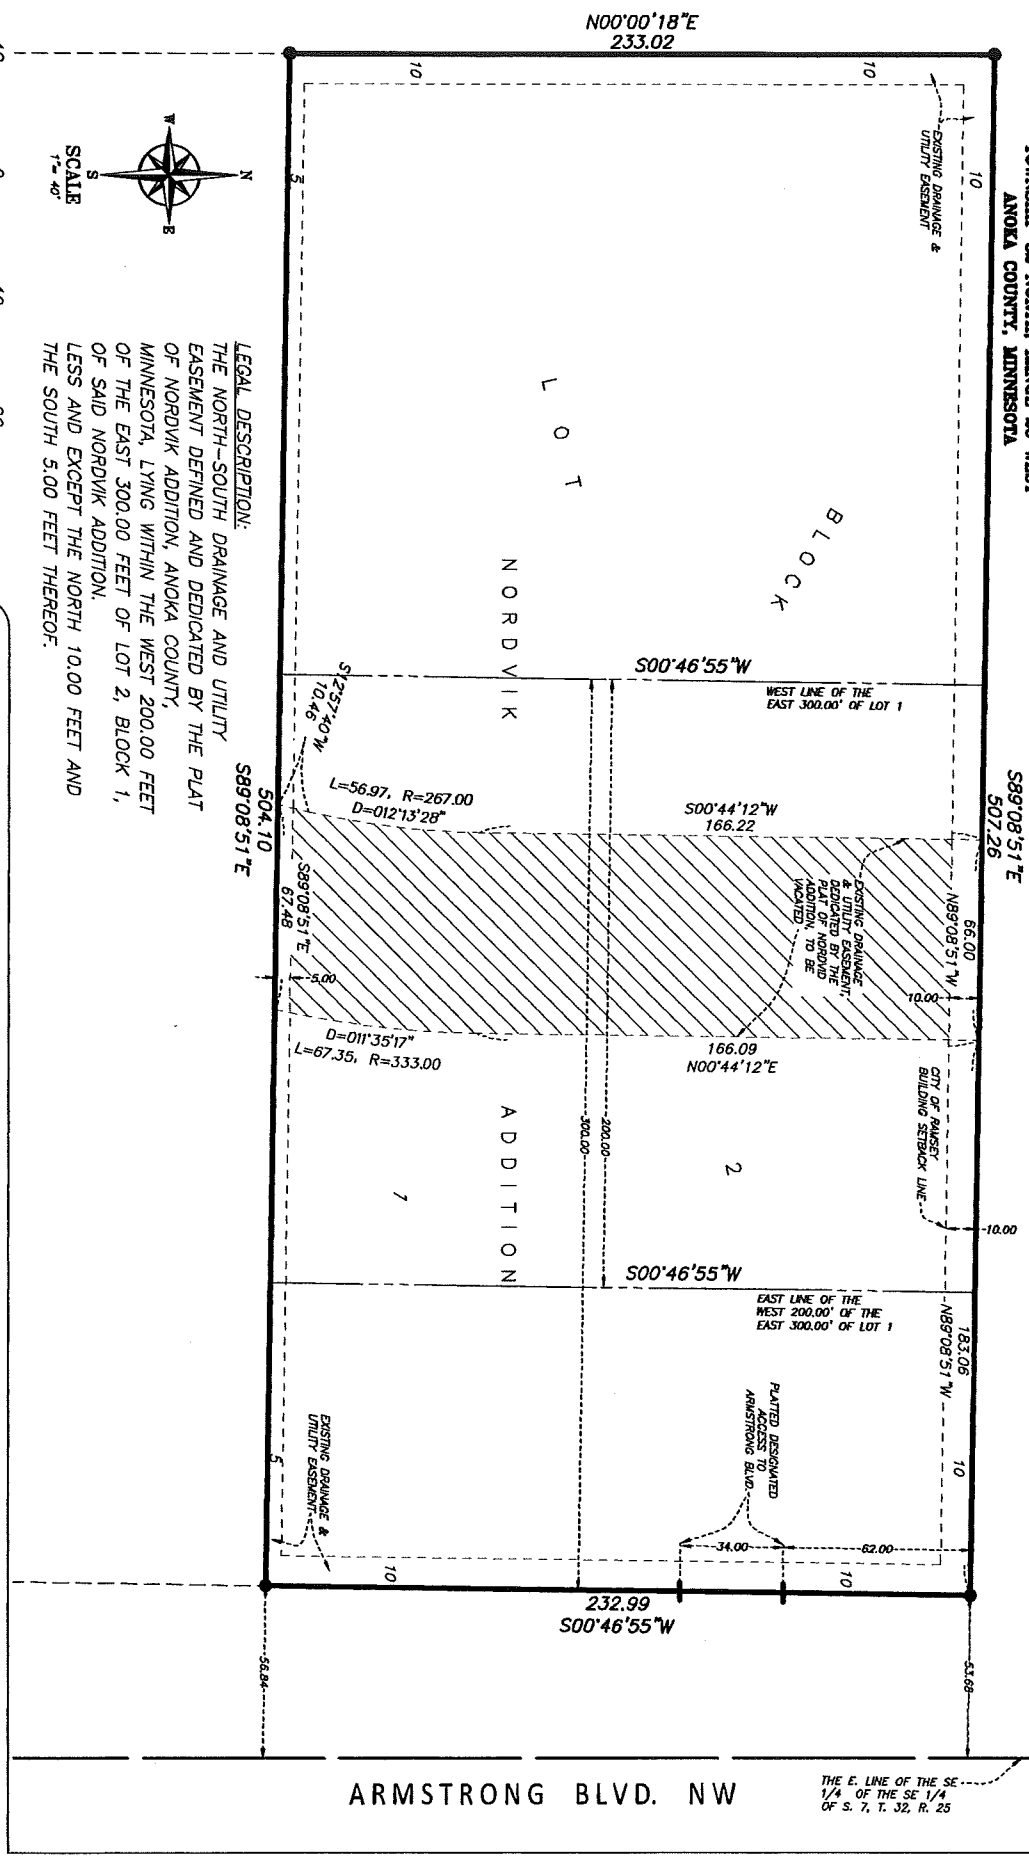 ANOKA COUNTY, MINNESOTA
N00°00'18"E
233.02
10
10
10
EXISTING DRAINAGE &
UTILITY EASEMENT
5
N
W
E
S
SCALE
1"= 40'
LEGAL DESCRIPTION:
THE NORTH-SOUTH DRAINAGE AND UTILITY
EASEMENT DEFINED AND DEDICATED BY THE PLAT
OF NORDVIK ADDITION, ANOKA COUNTY,
MINNESOTA, LYING WITHIN THE WEST 200.00 FEET
OF THE EAST 300.00 FEET OF LOT 2, BLOCK 1,
OF SAID NORDVIK ADDITION.
LESS AND EXCEPT THE NORTH 10.00 FEET AND
THE SOUTH 5.00 FEET THEREOF.
LOT
BLOCK
NORDVIK
S00°46'55"W
WEST LINE OF THE
EAST 300.00' OF LOT 1
S89°08'51"E
507.26
S12°57'40"W
10.46
L=56.97, R=267.00
D=012°13'28"
S00°44'12"W
166.22
504.10
S89°08'51"E
S89°08'51"E
67.48
5.00
EXISTING DRAINAGE
& UTILITY EASEMENT,
DEDICATED BY THE
PLAT OF NORDVID
ADDITION, TO BE
VACATED
66.00
N89°08'51"W
10.00
D=011°35'17"
L=67.35, R=333.00
166.09
N00°44'12"E
CITY OF RAMSEY
BUILDING SETBACK LINE
10.00
300.00
200.00
ADDITION
2
1
S00°46'55"W
EAST LINE OF THE
WEST 200.00' OF THE
EAST 300.00' OF LOT 1
183.06
N89°08'51"W
PLATTED DESIGNATED
ACCESS TO
ARMSTRONG BLVD.
EXISTING DRAINAGE &
UTILITY EASEMENT
5
10
10
10
34.00
62.00
232.99
S00°46'55"W
56.84
53.68
ARMSTRONG BLVD. NW
THE E. LINE OF THE SE
1/4 OF THE SE 1/4
OF S. 7, T. 32, R. 25